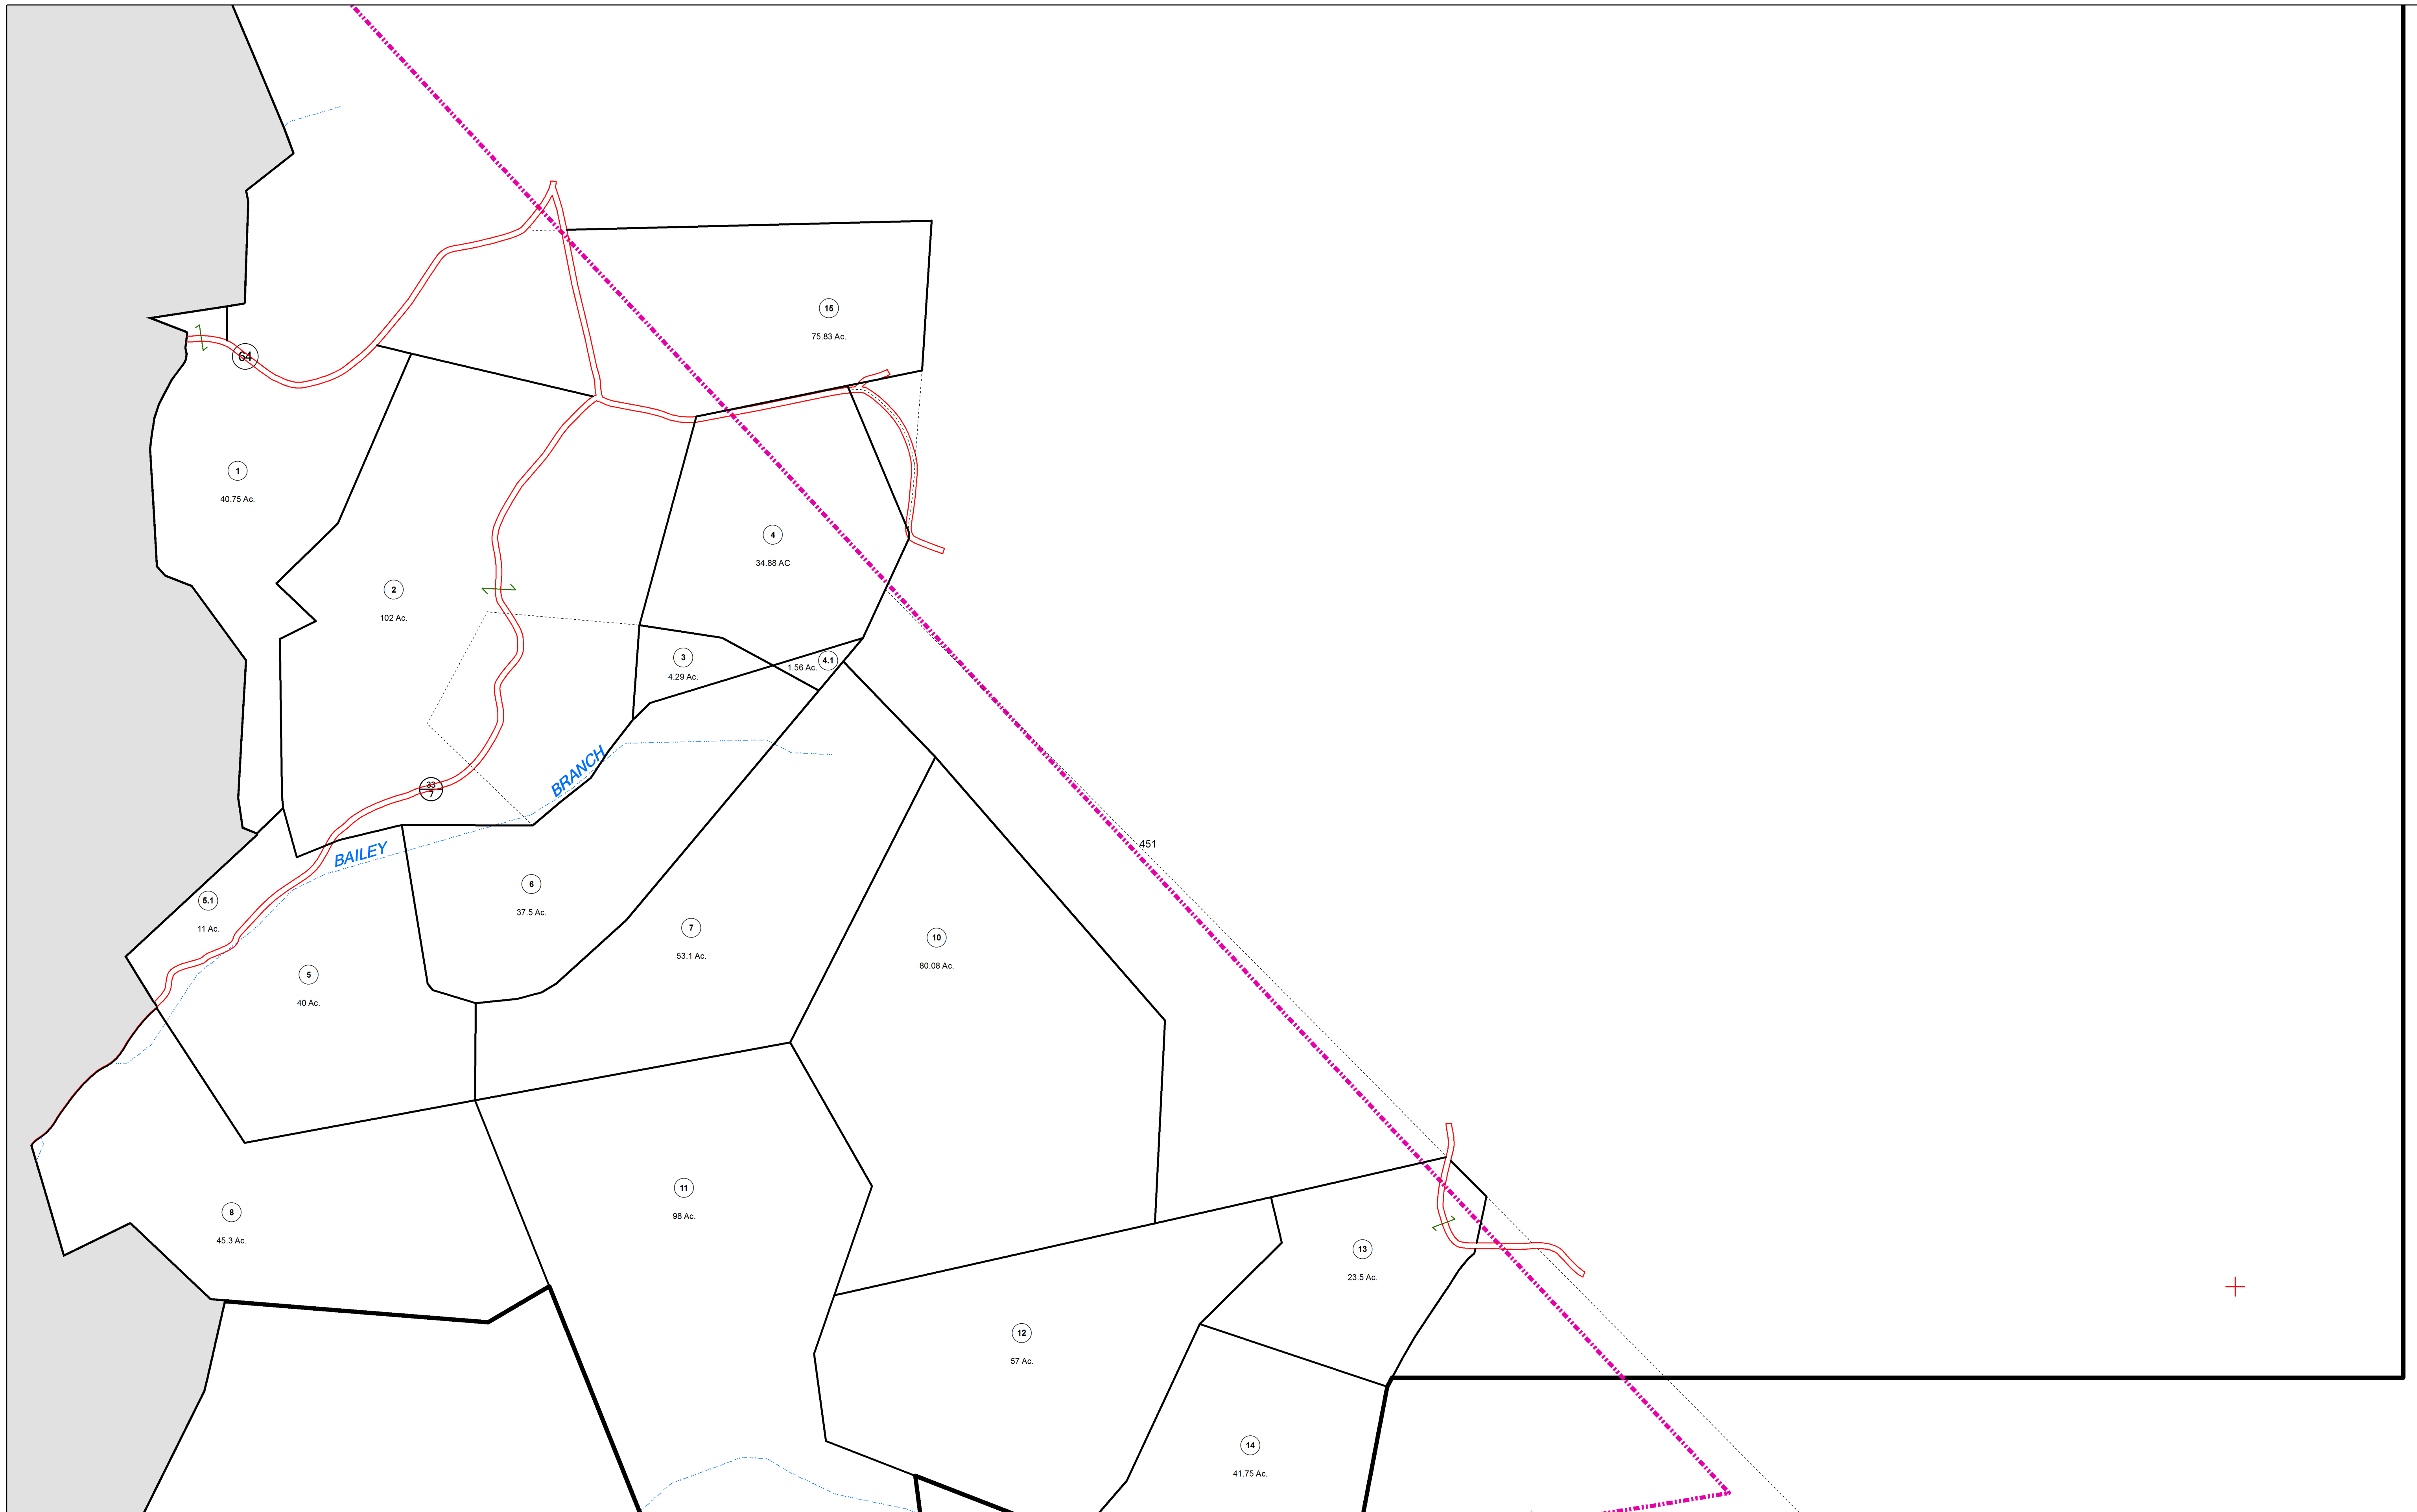 15
75.83 Ac.
64
1
40.75 Ac.
4
34.88 AC
2
102 Ac.
3
4.29 Ac.
4.1
1.56 Ac.
BRANCH
33
7
BAILEY
451
6
37.5 Ac.
5.1
11 Ac.
7
53.1 Ac.
10
80.08 Ac.
5
40 Ac.
11
98 Ac.
8
45.3 Ac.
13
23.5 Ac.
12
57 Ac.
14
41.75 Ac.